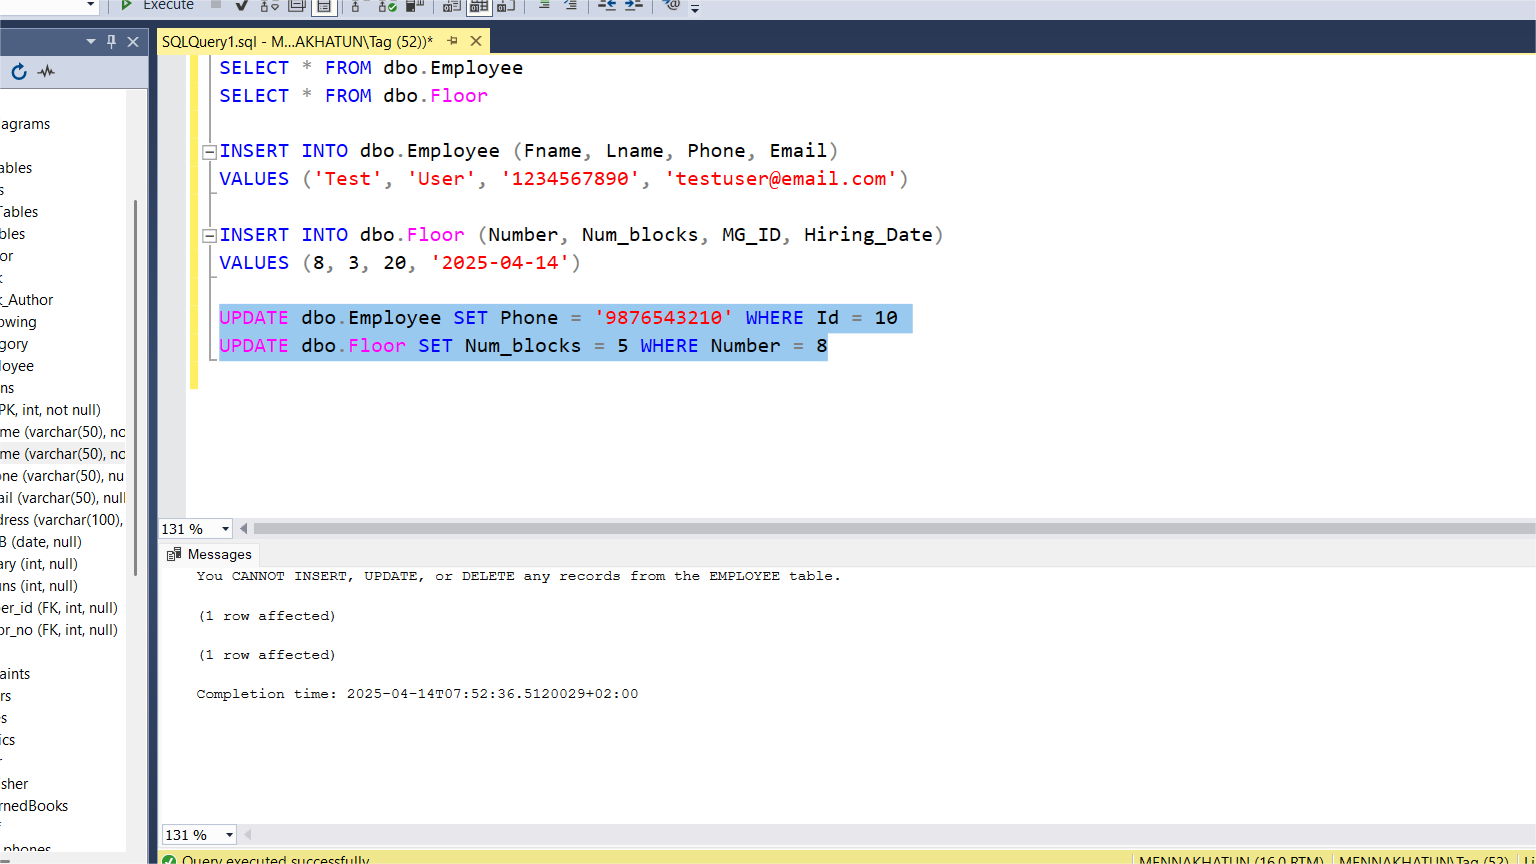 Execute
SQLQuery1.sql - M...AKHATUN\Tag (52))*
SELECT * FROM dbo.Employee
SELECT * FROM dbo.Floor
INSERT INTO dbo.Employee (Fname, Lname, Phone, Email)
VALUES ('Test', 'User', '1234567890', 'testuser@email.com')
INSERT INTO dbo.Floor (Number, Num_blocks, MG_ID, Hiring_Date)
VALUES (8, 3, 20, '2025-04-14')
UPDATE dbo.Employee SET Phone = '9876543210' WHERE Id = 10
UPDATE dbo.Floor SET Num_blocks = 5 WHERE Number = 8
agrams
ables
s
Tables
bles
or
k
k_Author
owing
gory
loyee
ns
PK, int, not null)
me (varchar(50), no
me (varchar(50), no
one (varchar(50), nu
ail (varchar(50), null
dress (varchar(100),
B (date, null)
ary (int, null)
uns (int, null)
er_id (FK, int, null)
or_no (FK, int, null)
aints
rs
es
ics
r
sher
rnedBooks
phones
131 %
Messages
You CANNOT INSERT, UPDATE, or DELETE any records from the EMPLOYEE table.
(1 row affected)
(1 row affected)
Completion time: 2025-04-14T07:52:36.5120029+02:00
131 %
Query executed successfully
MENNAKHATUN (16.0 RTM)
MENNAKHATUN\Tag (52)